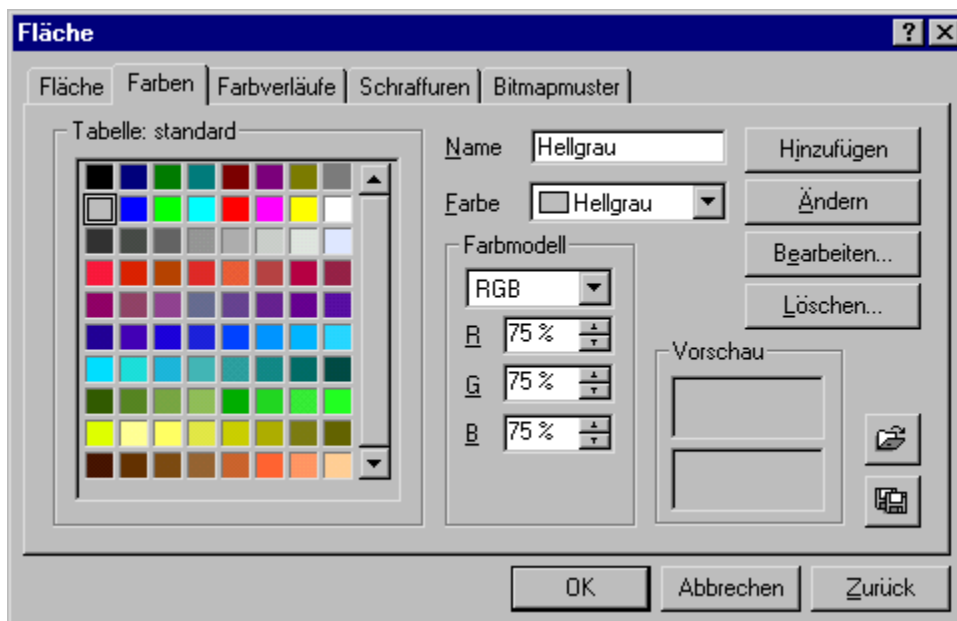 Fläche
Fläche Farben Farbverläufe Schraffuren Bitmapmuster
Tabelle: standard
Name Hellgrau
Farbe Hellgrau
Farbmodell
RGB
R 75 %
G 75 %
B 75 %
Hinzufügen
Ändern
Bearbeiten...
Löschen...
Vorschau
OK Abbrechen Zurück